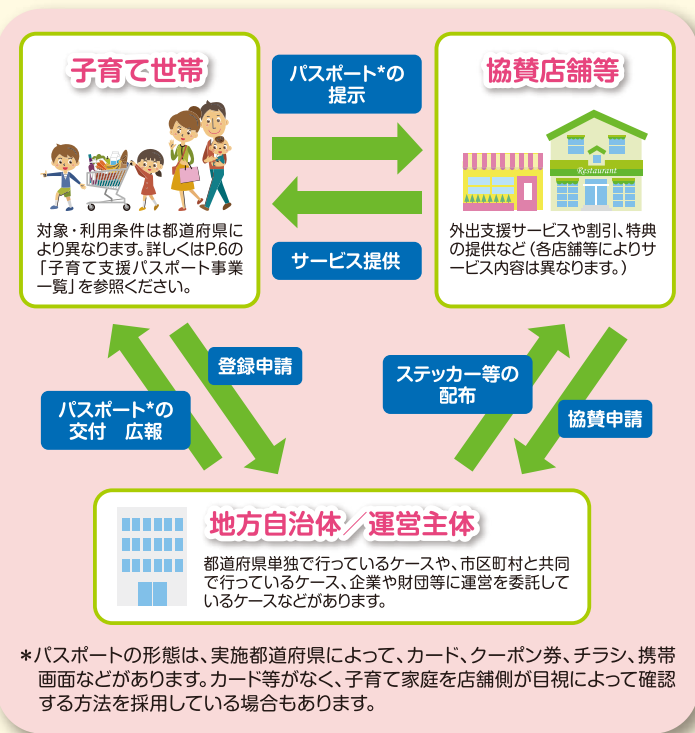 子育て世帯
対象・利用条件は都道府県に
より異なります。詳しくはP.6の
「子育て支援パスポート事業
一覧」を参照ください。
パスポート*の
提示
サービス提供
協賛店舗等
Restaurant
外出支援サービスや割引、特典
の提供など（各店舗等によりサ
ービス内容は異なります。）
登録申請
パスポート*の
交付　広報
ステッカー等の
配布
協賛申請
地方自治体／運営主体
都道府県単独で行っているケースや、市区町村と共同
で行っているケース、企業や財団等に運営を委託して
いるケースなどがあります。
*パスポートの形態は、実施都道府県によって、カード、クーポン券、チラシ、携帯
画面などがあります。カード等がなく、子育て家庭を店舗側が目視によって確認
する方法を採用している場合もあります。